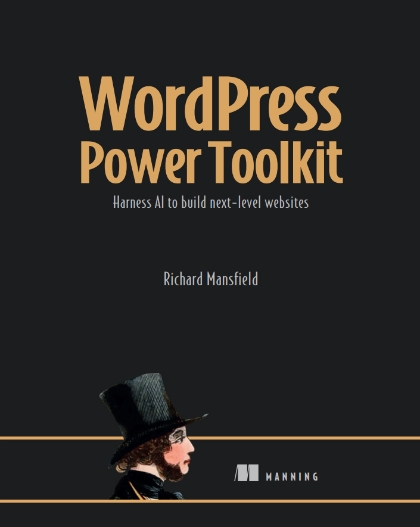 WordPress
Power Toolkit
Harness AI to build next-level websites
Richard Mansfield
MANNING